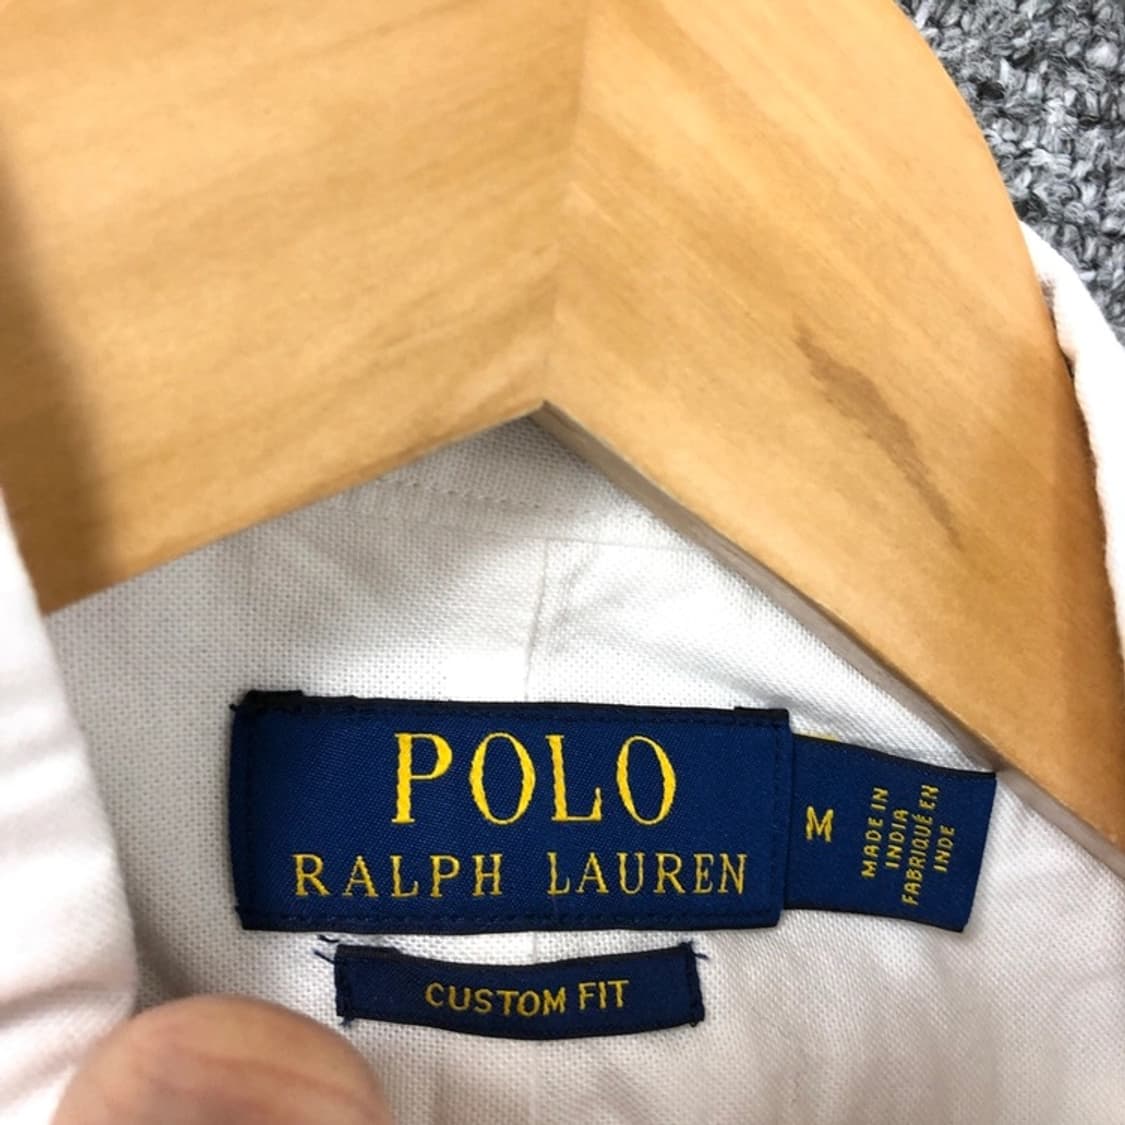 POLO
RALPH LAUREN
M
MADE IN
INDIA
FABRIQUÉ EN
INDE
CUSTOM FIT